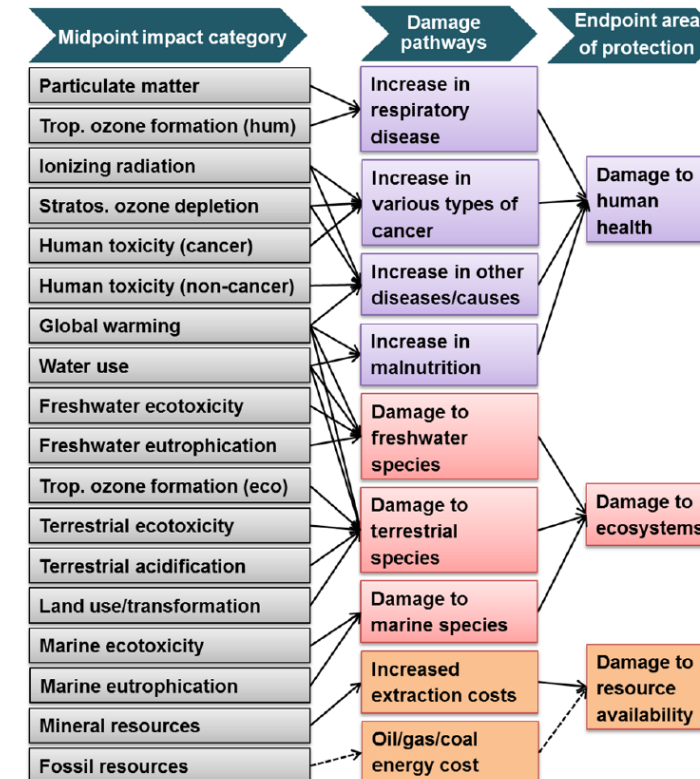 Midpoint impact category
Damage
pathways
Endpoint area
of protection
Particulate matter
Trop. ozone formation (hum)
Ionizing radiation
Stratos. ozone depletion
Human toxicity (cancer)
Human toxicity (non-cancer)
Global warming
Water use
Freshwater ecotoxicity
Freshwater eutrophication
Trop. ozone formation (eco)
Terrestrial ecotoxicity
Terrestrial acidification
Land use/transformation
Marine ecotoxicity
Marine eutrophication
Mineral resources
Fossil resources
Increase in
respiratory
disease
Increase in
various types of
cancer
Increase in other
diseases/causes
Increase in
malnutrition
Damage to
freshwater
species
Damage to
terrestrial
species
Damage to
marine species
Increased
extraction costs
Oil/gas/coal
energy cost
Damage to
human
health
Damage to
ecosystems
Damage to
resource
availability